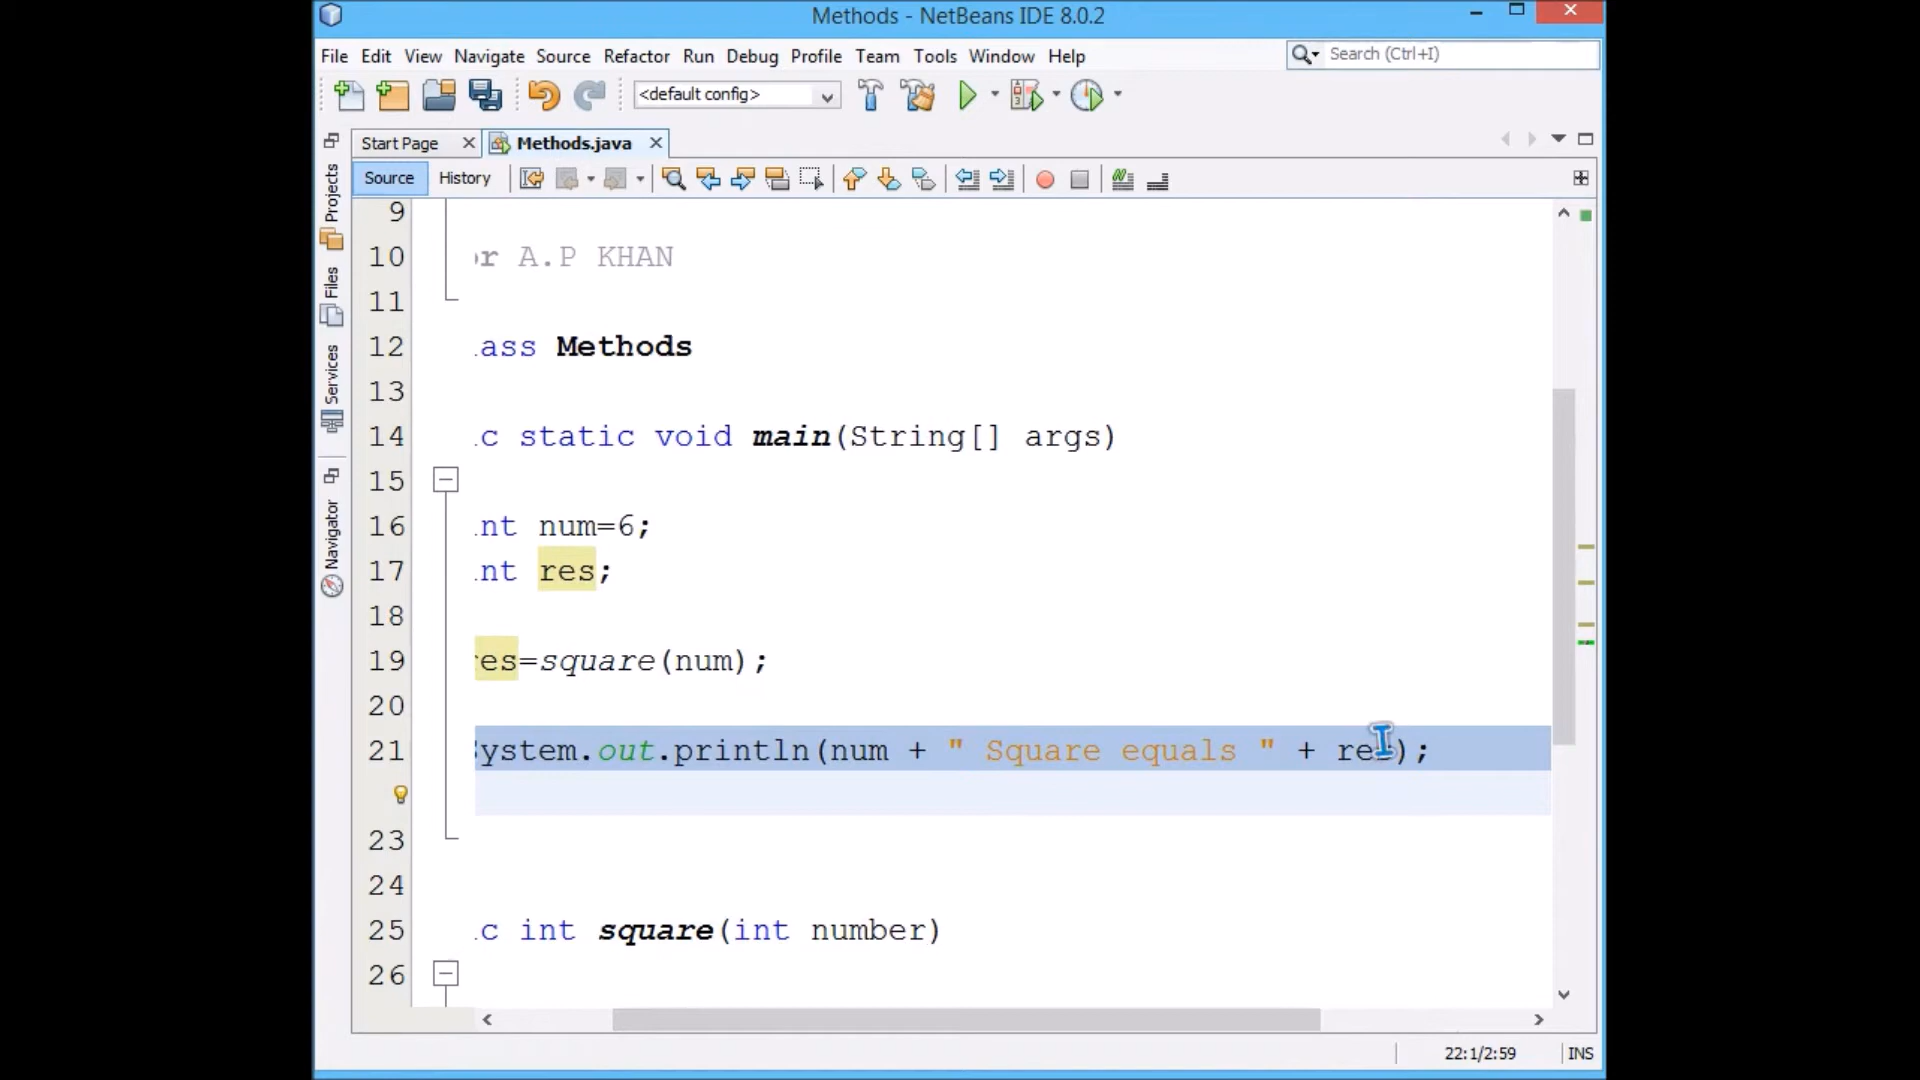 Methods - NetBeans IDE 8.0.2
File Edit View Navigate Source Refactor Run Debug Profile Team Tools Window Help
Search (Ctrl+I)
<default config>
Start Page
Methods.java
Source History
Projects
Files
Services
Navigator
9
10 or A.P KHAN
11
12 ass Methods
13
14 c static void main(String[] args)
15
16 nt num=6;
17 nt res;
18
19 res=square(num);
20
21 System.out.println(num + " Square equals " + res);
23
24
25 c int square(int number)
26
22:1/2:59 INS